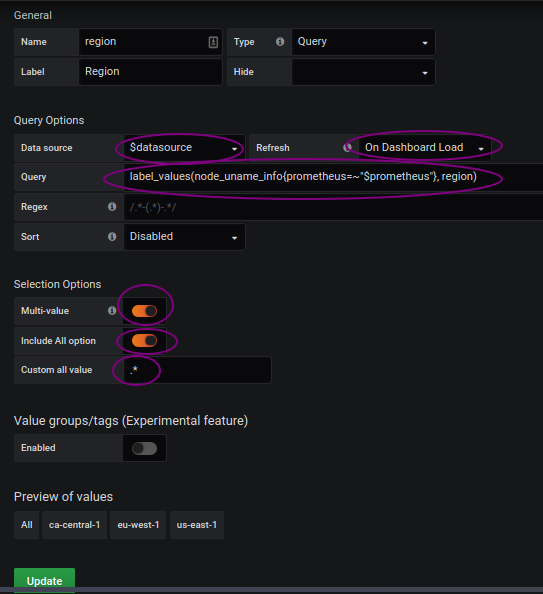 General
Name region Type Query
Label Region Hide
Query Options
Data source $datasource Refresh On Dashboard Load
Query label_values(node_uname_info{prometheus=~"$prometheus"}, region)
Regex /.*-(.*)-.*/
Sort Disabled
Selection Options
Multi-value
Include All option
Custom all value .*
Value groups/tags (Experimental feature)
Enabled
Preview of values
All ca-central-1 eu-west-1 us-east-1
Update